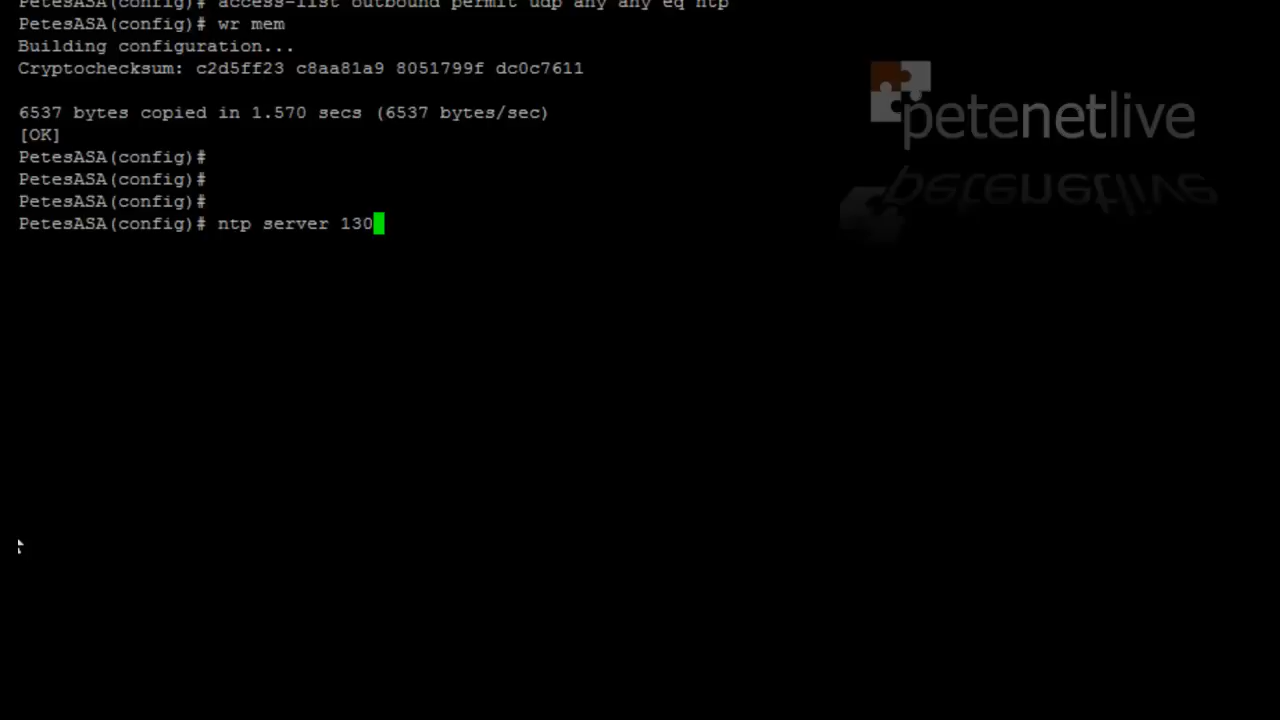 PetesASA(config)# access-list outbound permit udp any any eq ntp
PetesASA(config)# wr mem
Building configuration...
Cryptochecksum: c2d5ff23 c8aa81a9 8051799f dc0c7611
6537 bytes copied in 1.570 secs (6537 bytes/sec)
[OK]
PetesASA(config)#
PetesASA(config)#
PetesASA(config)#
PetesASA(config)# ntp server 130
petenetlive